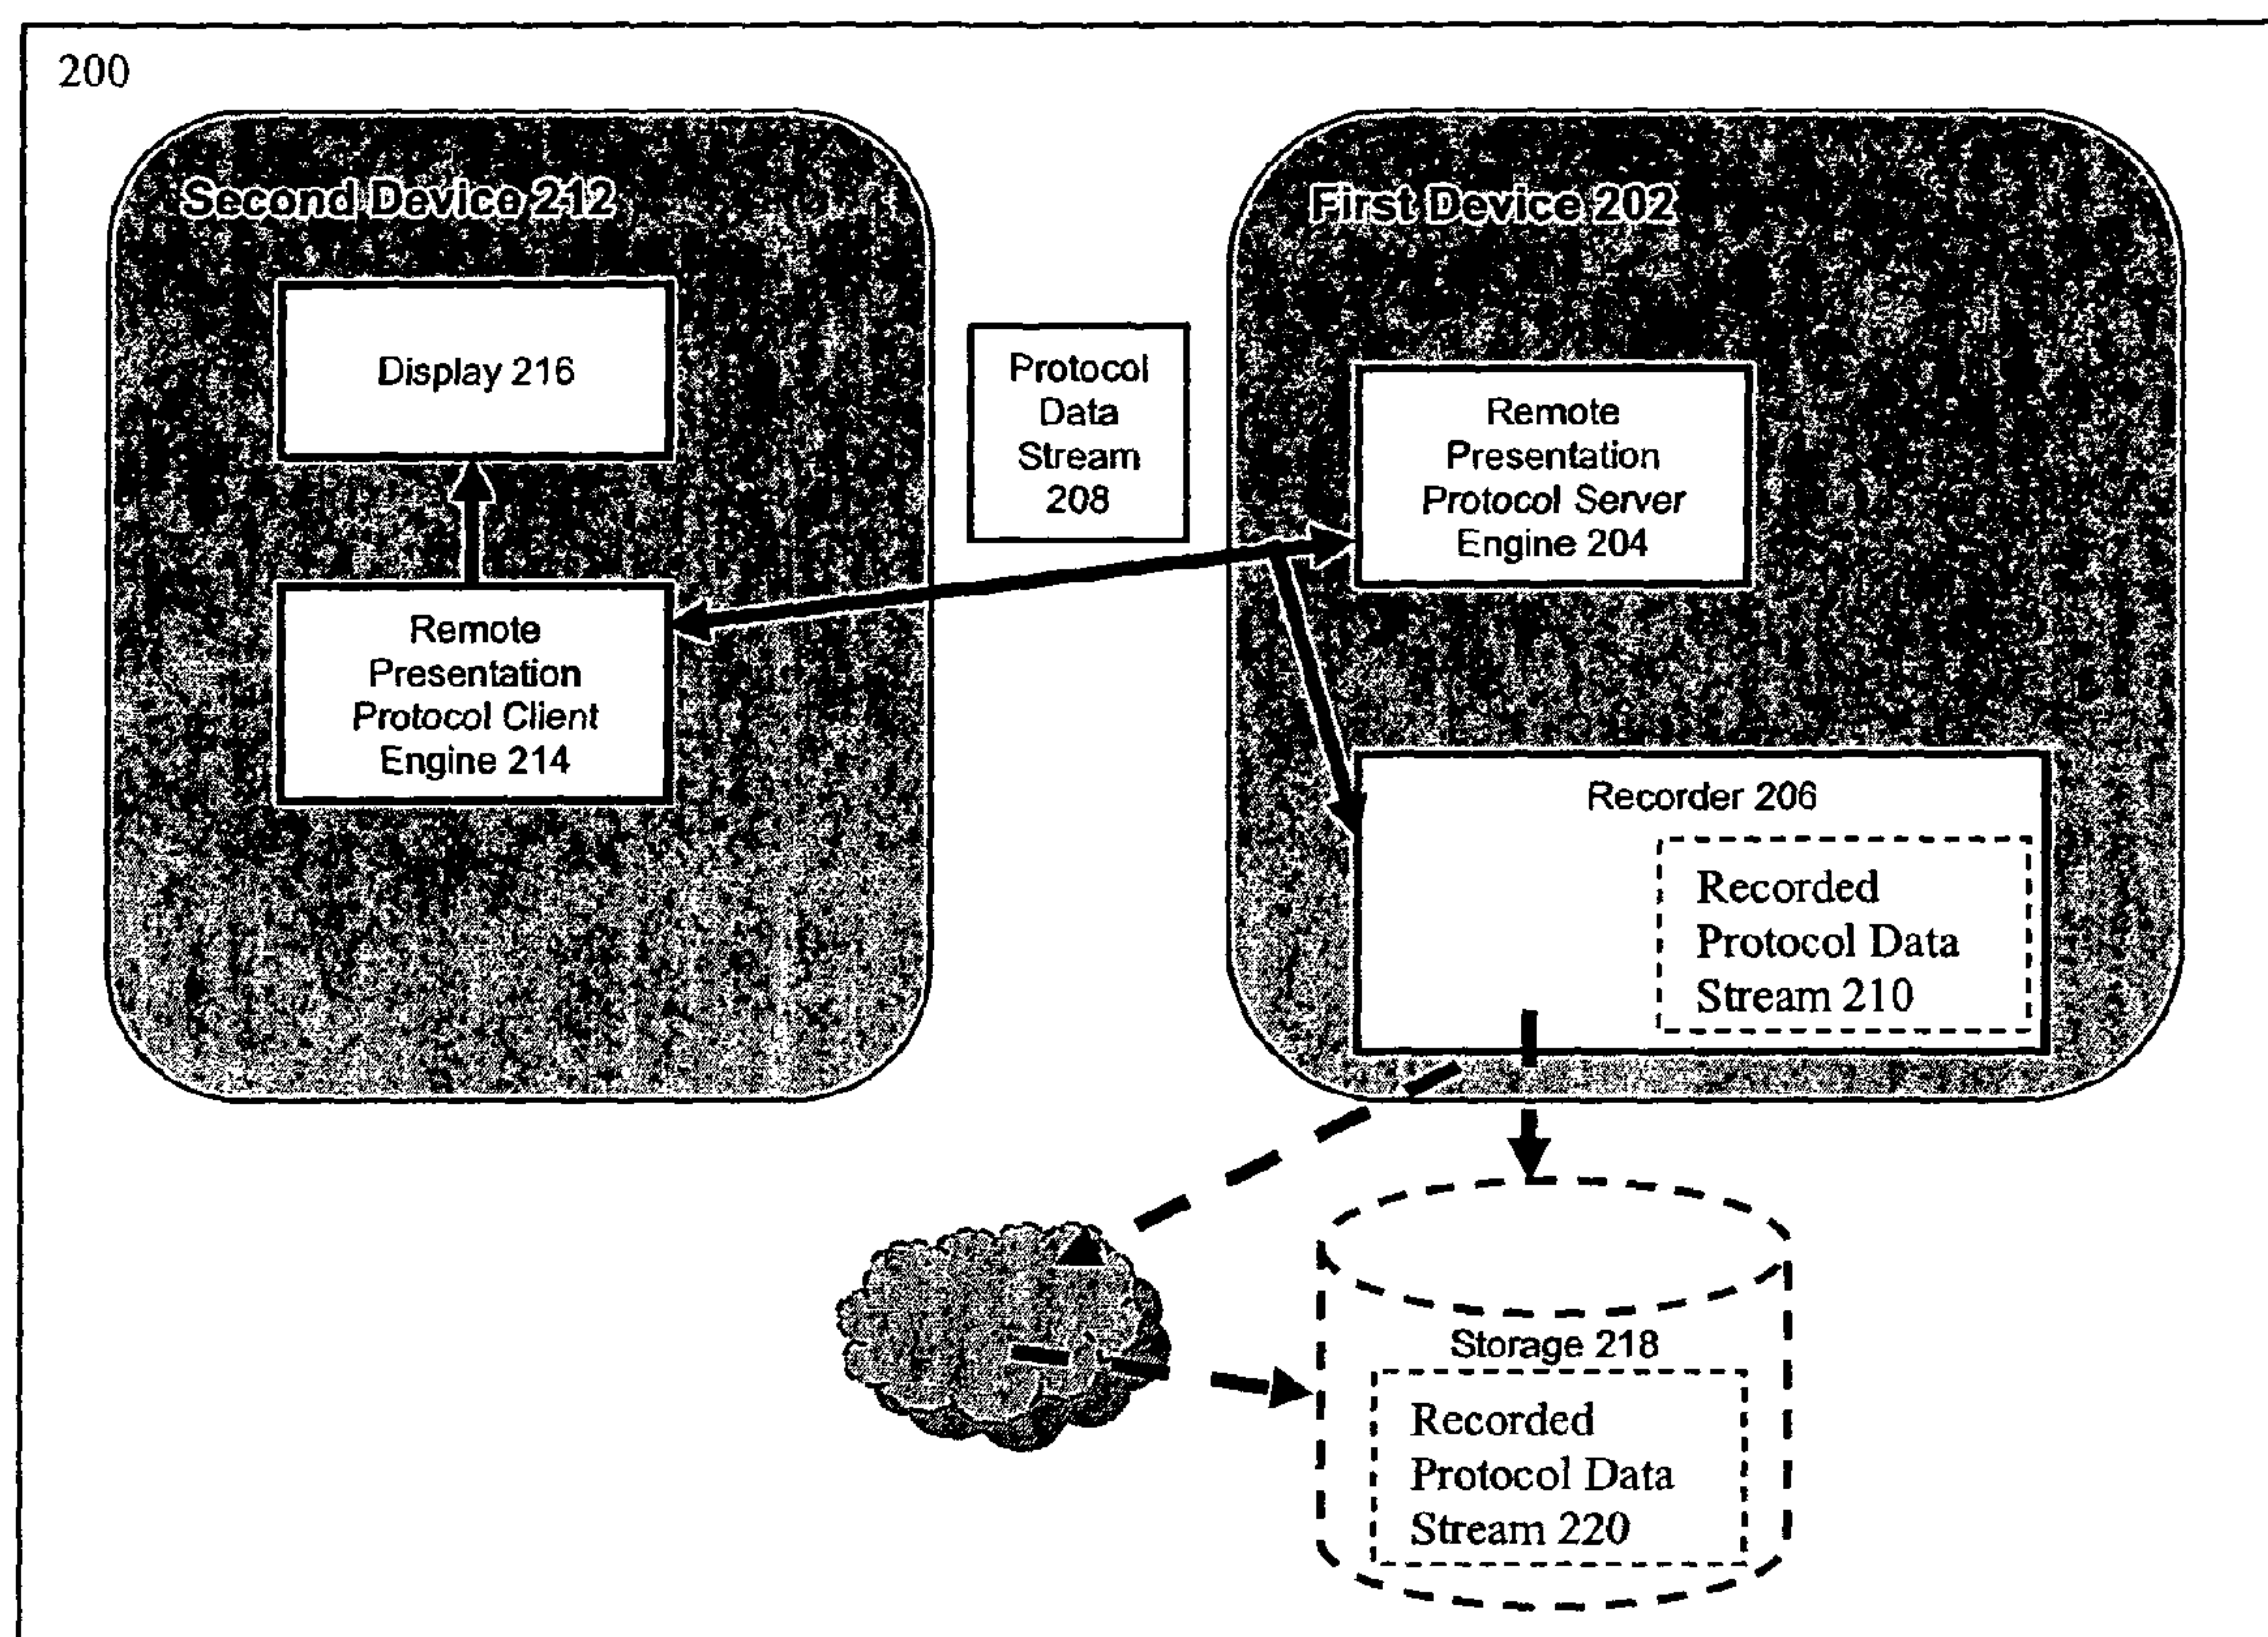 200
Second Device 212
First Device 202
Display 216
Protocol
Data
Stream
208
Remote
Presentation
Protocol Server
Engine 204
Remote
Presentation
Protocol Client
Engine 214
Recorder 206
Recorded
Protocol Data
Stream 210
Storage 218
Recorded
Protocol Data
Stream 220